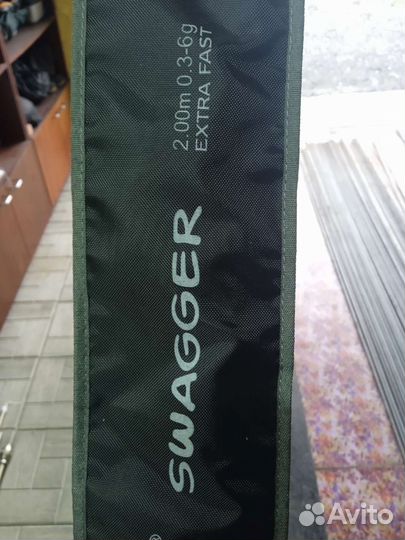 2.00m 0.3-6g
EXTRA FAST
SWAGGER
®
Avito